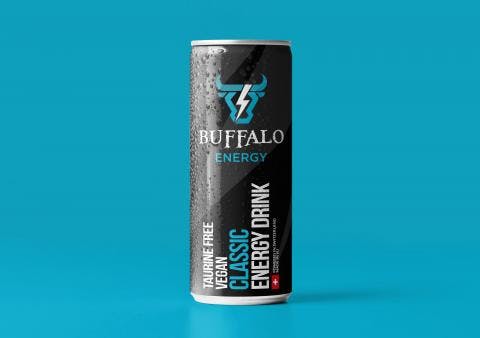 BUFFALO
ENERGY
TAURINE FREE
VEGAN
CLASSIC
ENERGY DRINK